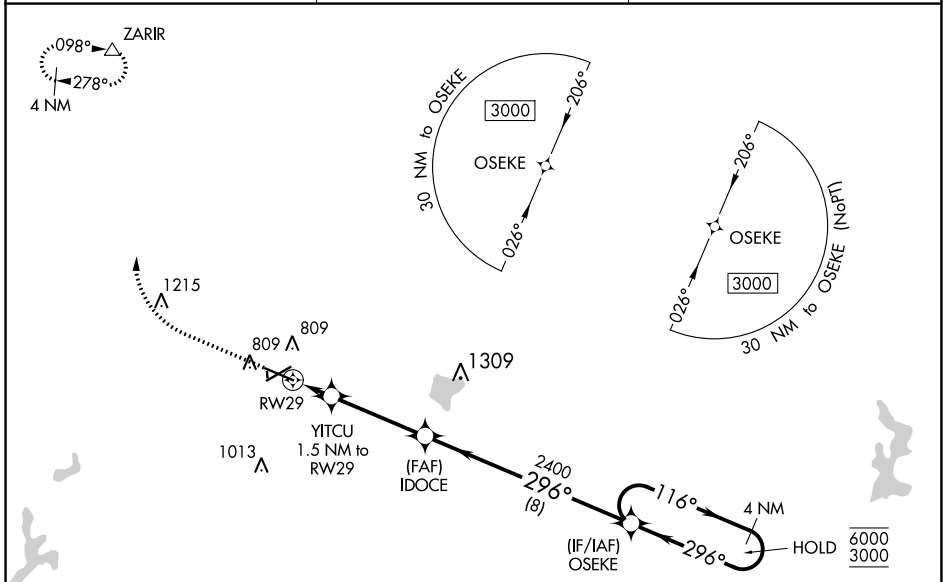 ZARIR
098°
278°
4 NM
30 NM to OSEKE
3000
206°
OSEKE
026°
206°
OSEKE
3000
026°
30 NM to OSEKE (NoPT)
1215
809
809
RW29
1309
YITCU
1.5 NM to
RW29
1013
(FAF)
IDOCE
2400
296°
(8)
(IF/IAF)
OSEKE
116°
4 NM
296°
HOLD
6000
3000